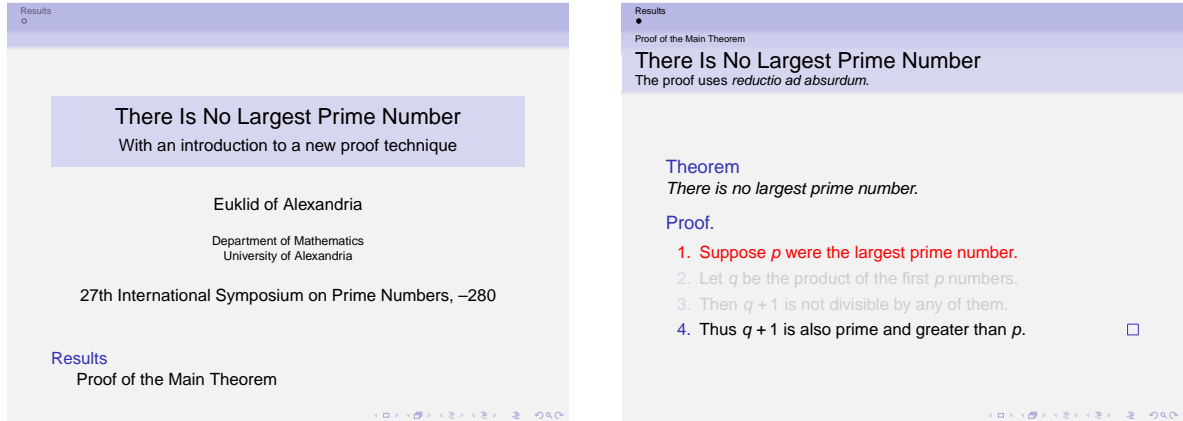 Results
There Is No Largest Prime Number
With an introduction to a new proof technique
Euklid of Alexandria
Department of Mathematics
University of Alexandria
27th International Symposium on Prime Numbers, –280
Results
Proof of the Main Theorem
Results
Proof of the Main Theorem
There Is No Largest Prime Number
The proof uses reductio ad absurdum.
Theorem
There is no largest prime number.
Proof.
1. Suppose p were the largest prime number.
2. Let q be the product of the first p numbers.
3. Then q + 1 is not divisible by any of them.
4. Thus q + 1 is also prime and greater than p.